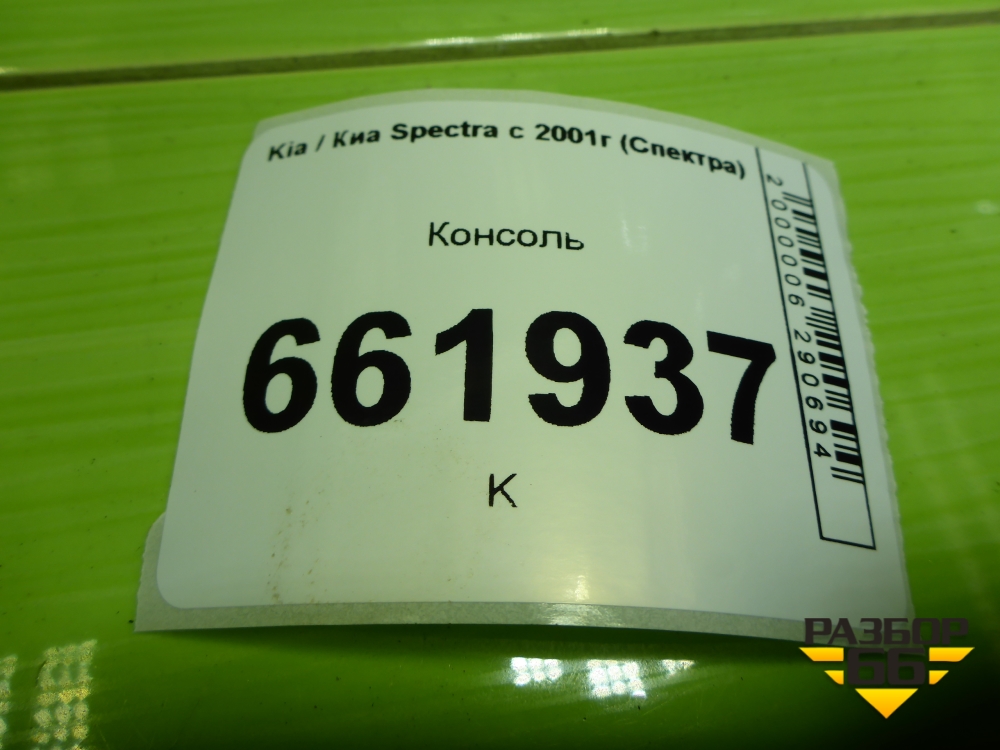 Kia / Киа Spectra с 2001г (Спектра)
Консоль
661937
К
2000006290694
РАЗБОР
66